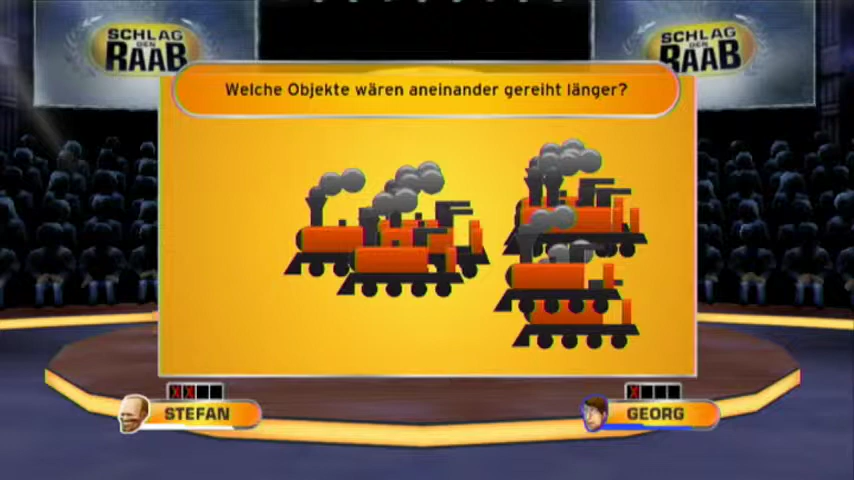 SCHLAG
DEN
RAAB
SCHLAG
DEN
RAAB
Welche Objekte wären aneinander gereiht länger?
STEFAN
GEORG